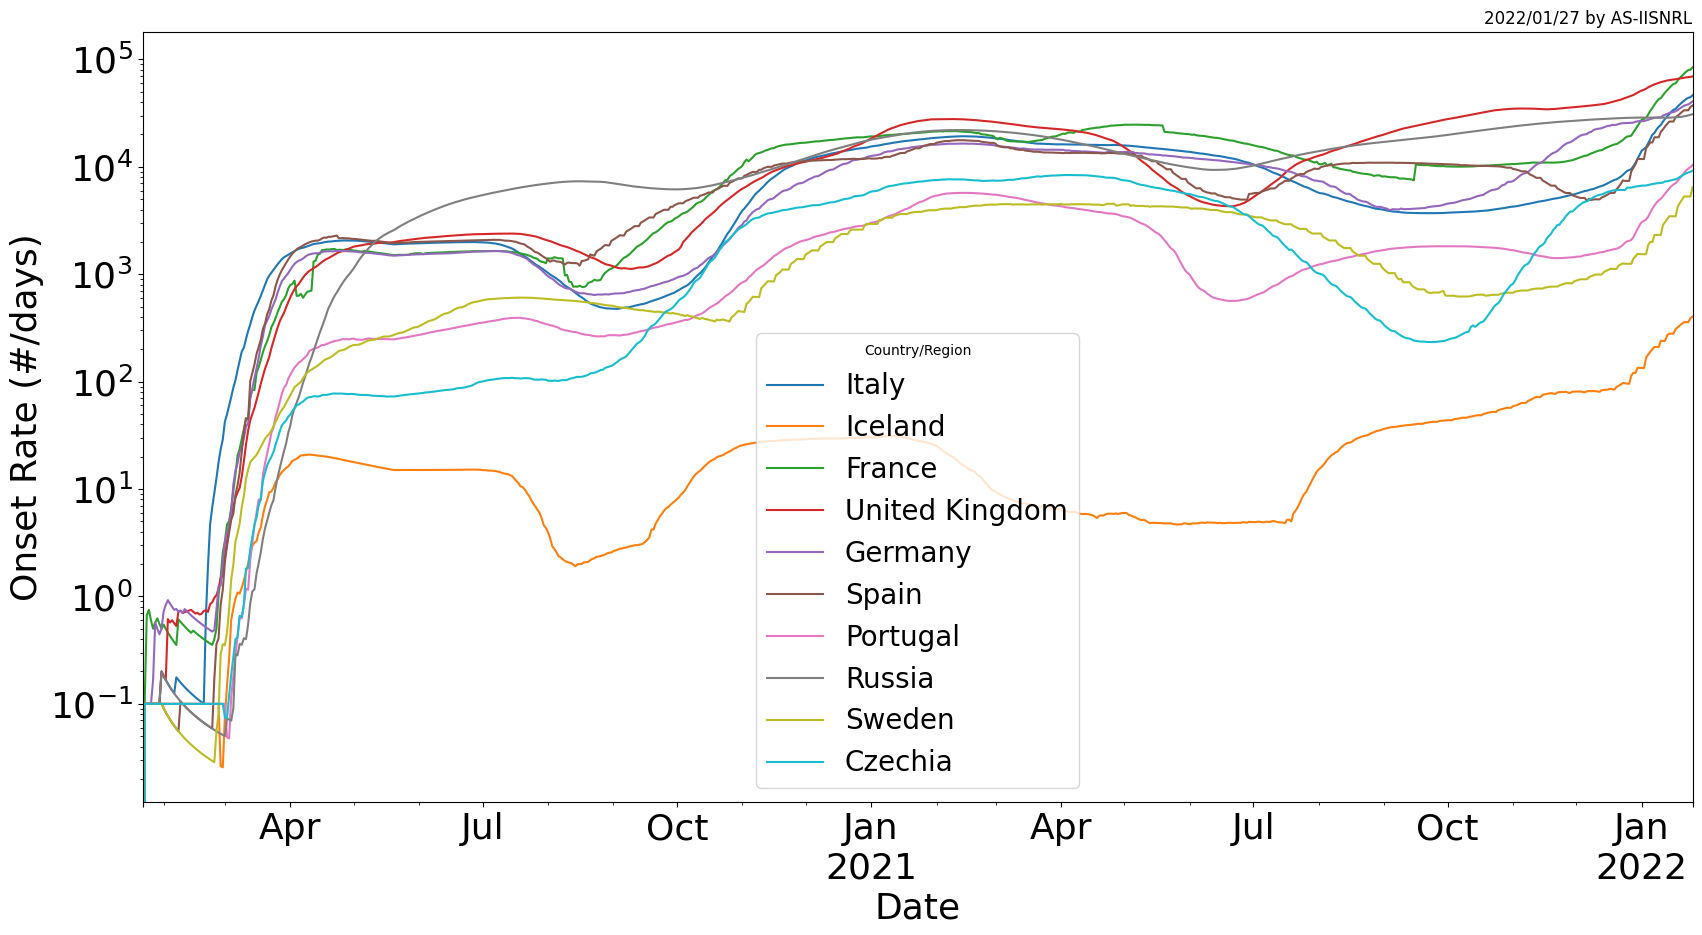 2022/01/27 by AS-IISNRL
Onset Rate (#/days)
10^5
10^4
10^3
10^2
10^1
10^0
10^−1
Country/Region
Italy
Iceland
France
United Kingdom
Germany
Spain
Portugal
Russia
Sweden
Czechia
Apr Jul Oct Jan Apr Jul Oct Jan
2021 2022
Date